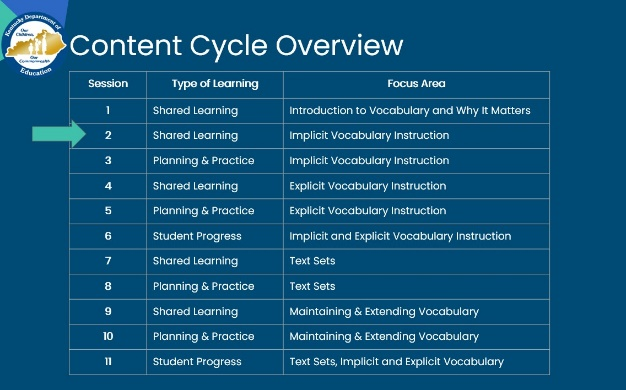 Kentucky Department of
Education
Our
Children,
Our
Commonwealth
Content Cycle Overview
Session Type of Learning Focus Area
1 Shared Learning Introduction to Vocabulary and Why It Matters
2 Shared Learning Implicit Vocabulary Instruction
3 Planning & Practice Implicit Vocabulary Instruction
4 Shared Learning Explicit Vocabulary Instruction
5 Planning & Practice Explicit Vocabulary Instruction
6 Student Progress Implicit and Explicit Vocabulary Instruction
7 Shared Learning Text Sets
8 Planning & Practice Text Sets
9 Shared Learning Maintaining & Extending Vocabulary
10 Planning & Practice Maintaining & Extending Vocabulary
11 Student Progress Text Sets, Implicit and Explicit Vocabulary